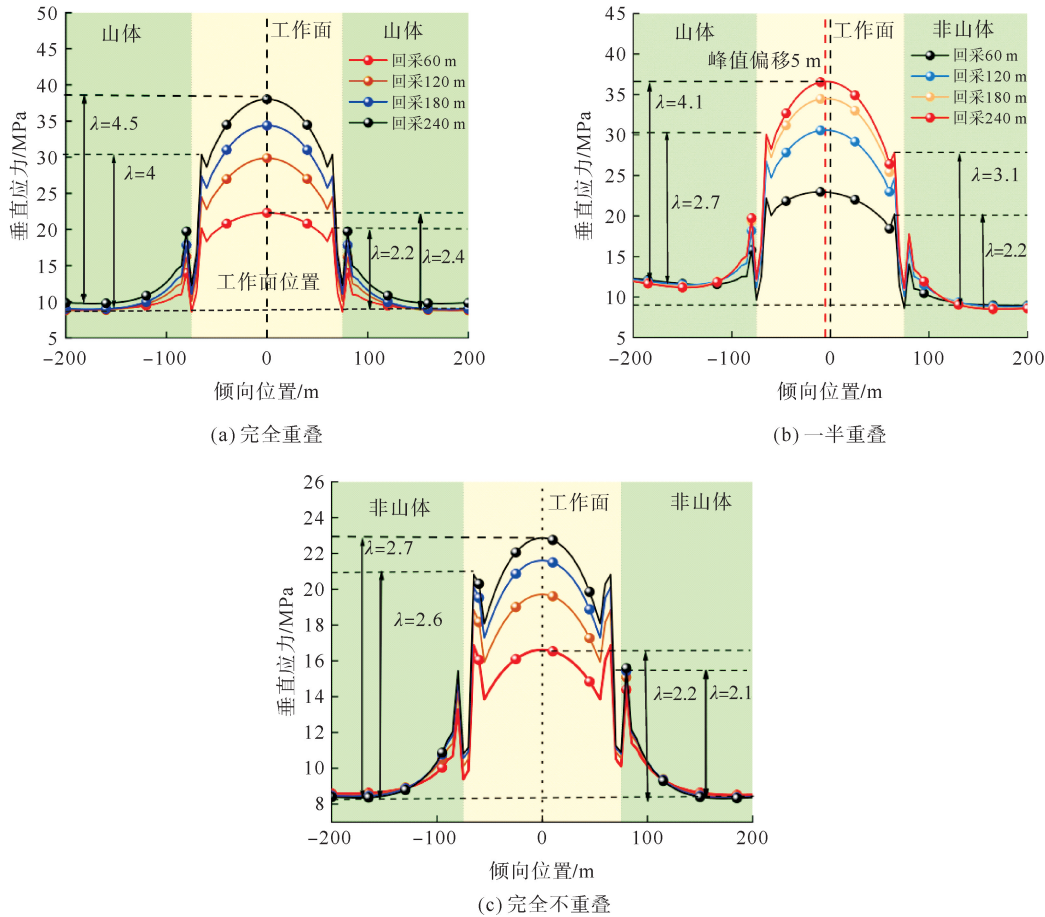 50
45
40
35
30
25
20
15
10
5
垂直应力/MPa
山体
工作面
山体
回采60 m
回采120 m
回采180 m
回采240 m
λ=4.5
λ=4
λ=2.2
λ=2.4
工作面位置
-200
-100
0
100
200
倾向位置/m
(a)完全重叠
45
40
35
30
25
20
15
10
5
垂直应力/MPa
山体
工作面
非山体
峰值偏移5 m
回采60 m
回采120 m
回采180 m
回采240 m
λ=4.1
λ=2.7
λ=3.1
λ=2.2
-200
-100
0
100
200
倾向位置/m
(b)一半重叠
26
24
22
20
18
16
14
12
10
8
垂直应力/MPa
非山体
工作面
非山体
λ=2.7
λ=2.6
λ=2.2
λ=2.1
-200
-100
0
100
200
倾向位置/m
(c)完全不重叠